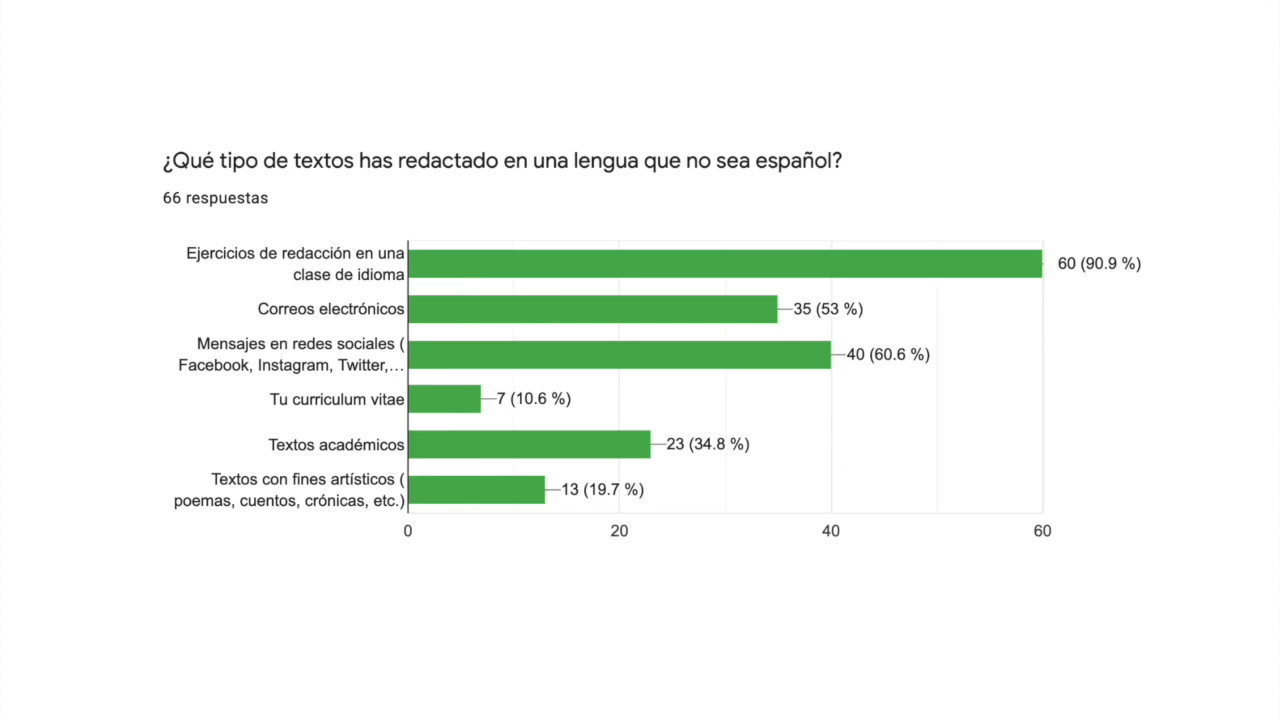 ¿Qué tipo de textos has redactado en una lengua que no sea español?
66 respuestas
Ejercicios de redacción en una
clase de idioma
60 (90.9 %)
Correos electrónicos
35 (53 %)
Mensajes en redes sociales (
Facebook, Instagram, Twitter,…
40 (60.6 %)
Tu curriculum vitae
7 (10.6 %)
Textos académicos
23 (34.8 %)
Textos con fines artísticos (
poemas, cuentos, crónicas, etc.)
13 (19.7 %)
0 20 40 60